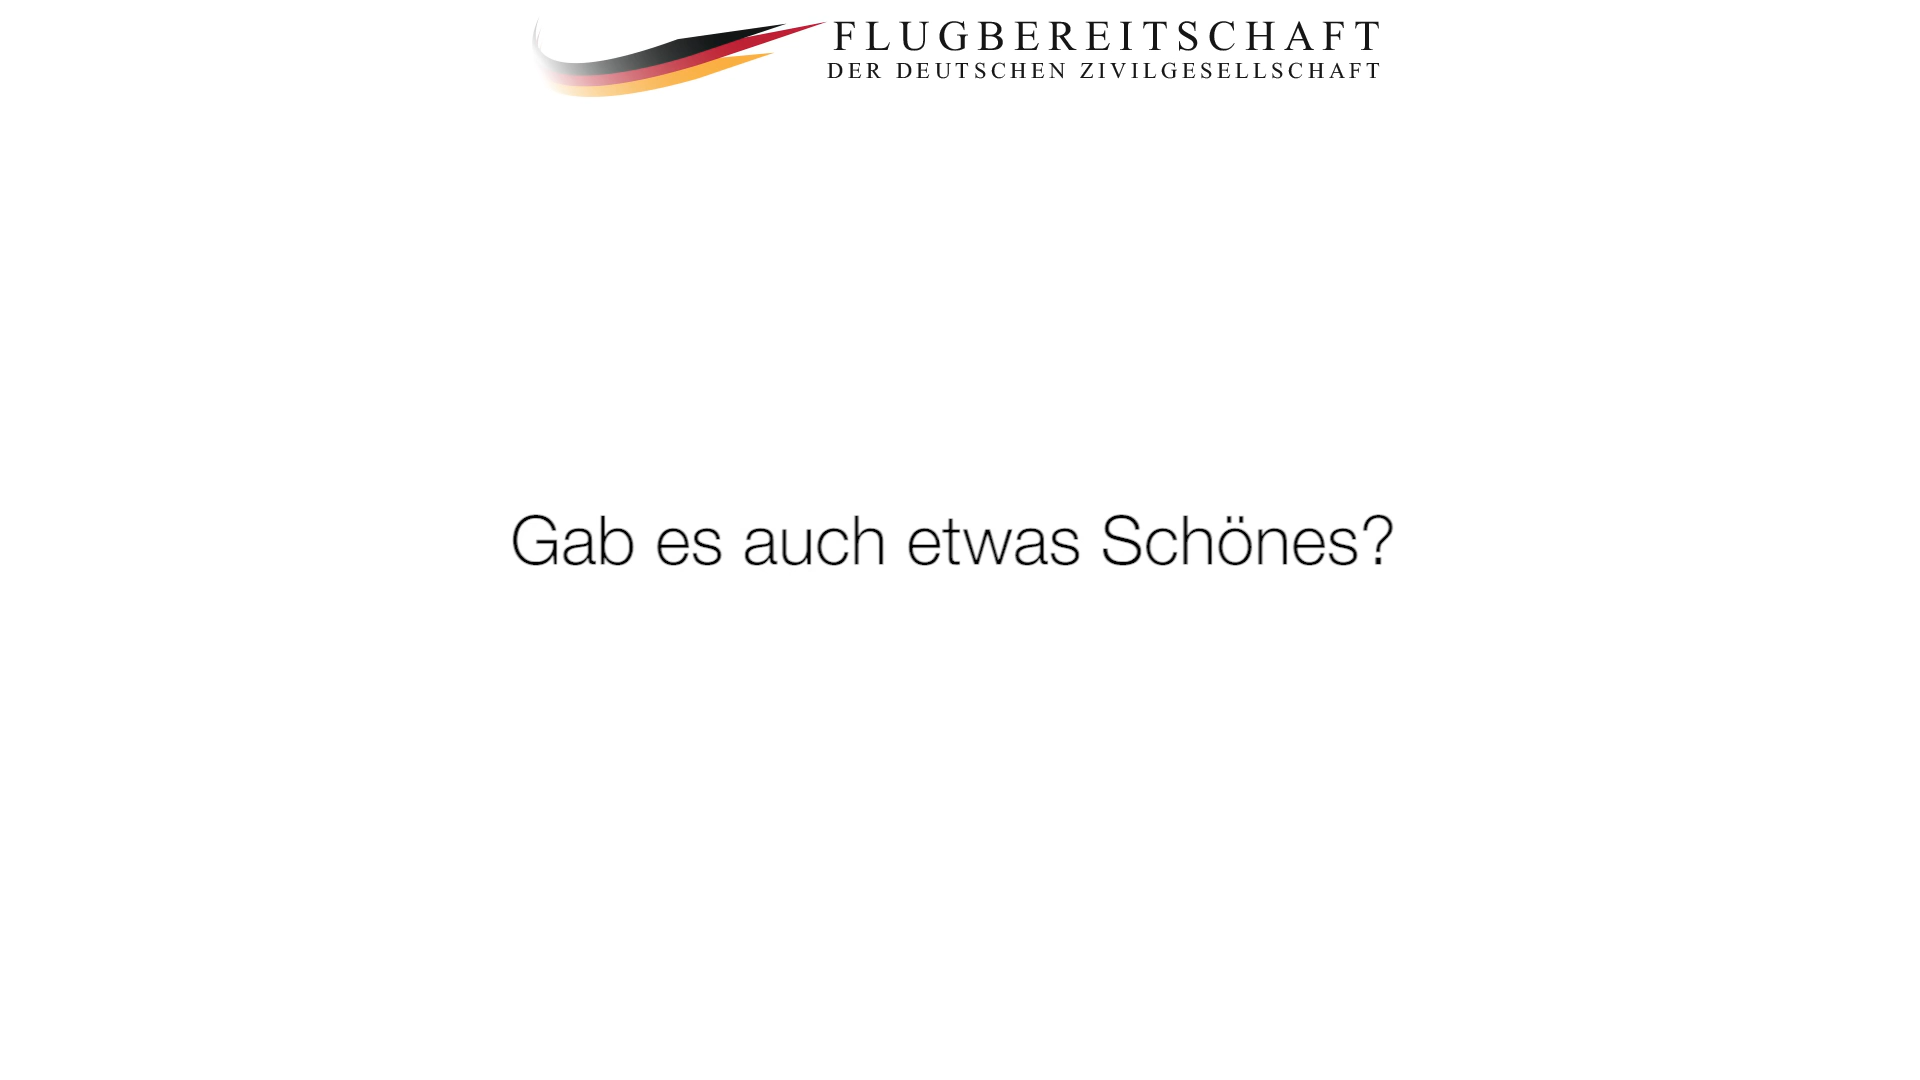 FLUGBEREITSCHAFT
DER DEUTSCHEN ZIVILGESELLSCHAFT
Gab es auch etwas Schönes?